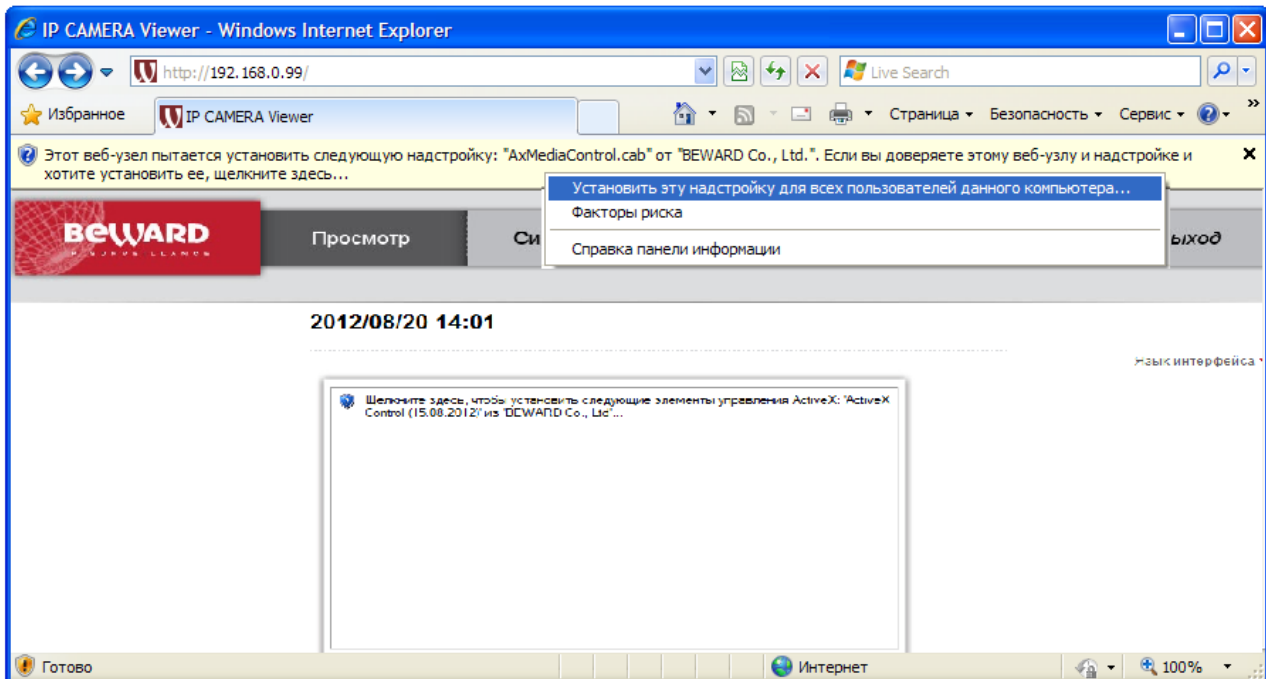 IP CAMERA Viewer - Windows Internet Explorer
http://192.168.0.99/
Live Search
Избранное
IP CAMERA Viewer
Страница
Безопасность
Сервис
Этот веб-узел пытается установить следующую надстройку: "AxMediaControl.cab" от "BEWARD Co., Ltd.". Если вы доверяете этому веб-узлу и надстройке и
хотите установить ее, щелкните здесь...
Установить эту надстройку для всех пользователей данного компьютера...
Факторы риска
Справка панели информации
BEWARD
Просмотр
Си
ыход
2012/08/20 14:01
Язык интерфейса
Щелкните здесь, чтобы установить следующие элементы управления ActiveX: "ActiveX
Control (15.08.2012)" из "BEWARD Co., Ltd"...
Готово
Интернет
100%